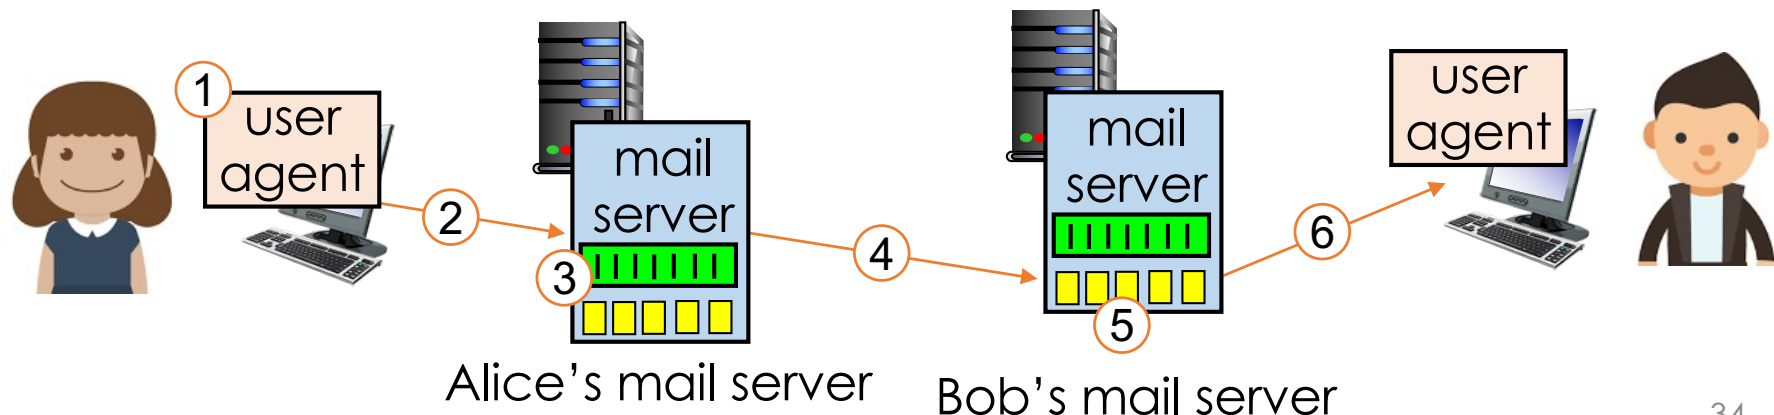 1
user
agent
2
mail
server
3
Alice’s mail server
4
mail
server
5
Bob’s mail server
6
user
agent
34